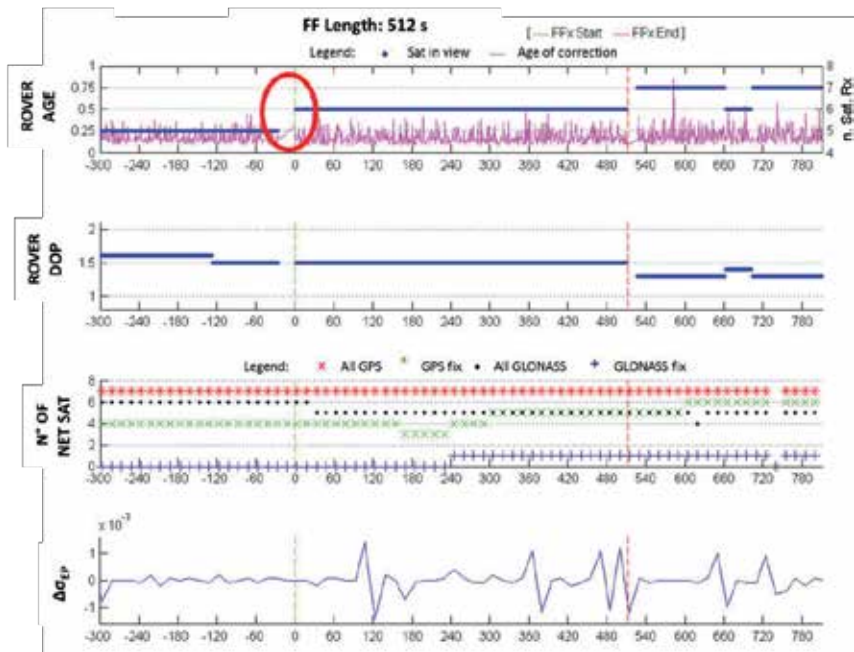 FF Length: 512 s
[ --- FFx Start --- FFx End ]
Legend: • Sat in view — Age of correction
ROVER AGE
1
0.75
0.5
0.25
0
8
7
6
5
4
n. Sat. Rx
-300 -240 -180 -120 -60 0 60 120 180 240 300 360 420 480 540 600 660 720 780
ROVER DOP
2
1.5
1
-300 -240 -180 -120 -60 0 60 120 180 240 300 360 420 480 540 600 660 720 780
Legend: × All GPS * GPS fix • All GLONASS + GLONASS fix
N° OF NET SAT
8
6
4
2
0
-300 -240 -180 -120 -60 0 60 120 180 240 300 360 420 480 540 600 660 720 780
x 10⁻³
Δσ_EP
1
0
-1
-300 -240 -180 -120 -60 0 60 120 180 240 300 360 420 480 540 600 660 720 780